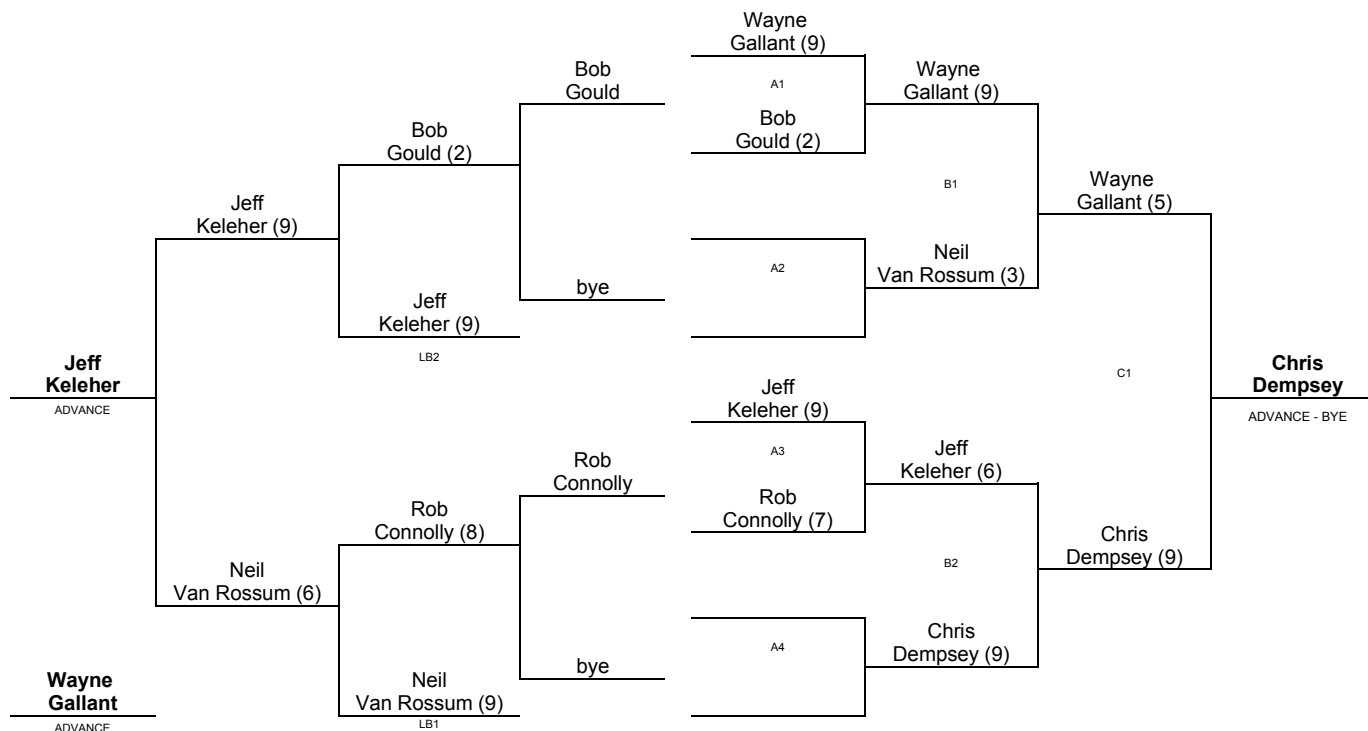 Wayne
Gallant (9)
A1
Bob
Gould (2)
Wayne
Gallant (9)
Bob
Gould
Bob
Gould (2)
B1
Wayne
Gallant (5)
Jeff
Keleher (9)
A2
Neil
Van Rossum (3)
bye
Jeff
Keleher (9)
LB2
Jeff
Keleher
ADVANCE
C1
Chris
Dempsey
ADVANCE - BYE
Jeff
Keleher (9)
A3
Rob
Connolly (7)
Jeff
Keleher (6)
Rob
Connolly
Rob
Connolly (8)
B2
Chris
Dempsey (9)
Neil
Van Rossum (6)
A4
Chris
Dempsey (9)
bye
Neil
Van Rossum (9)
LB1
Wayne
Gallant
ADVANCE